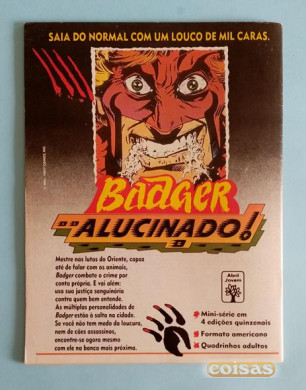 SAIA DO NORMAL COM UM LOUCO DE MIL CARAS.
BADGER
ALUCINADO!
Mestre nas lutas do Oriente, capaz
até de falar com os animais,
Badger combate o crime por
conta própria. E vai além:
usa sua justiça sanguinária
contra quem bem entende.
As múltiplas personalidades de
Badger estão à solta na cidade.
Se você não tem medo da loucura,
nem de cães assassinos,
encontre-se agora mesmo
com ele na banca mais próxima.
Abril
Jovem
Mini-série em
4 edições quinzenais
Formato americano
Quadrinhos adultos
coisas